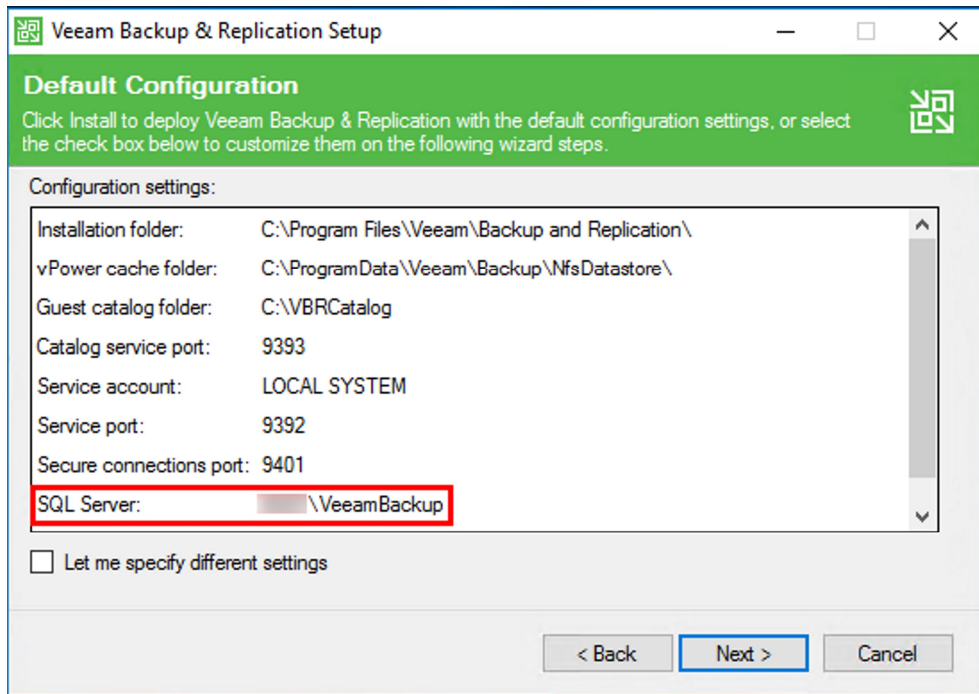 Veeam Backup & Replication Setup
Default Configuration
Click Install to deploy Veeam Backup & Replication with the default configuration settings, or select
the check box below to customize them on the following wizard steps.
Configuration settings:
Installation folder: C:\Program Files\Veeam\Backup and Replication\
vPower cache folder: C:\ProgramData\Veeam\Backup\NfsDatastore\
Guest catalog folder: C:\VBRCatalog
Catalog service port: 9393
Service account: LOCAL SYSTEM
Service port: 9392
Secure connections port: 9401
SQL Server: \VeeamBackup
Let me specify different settings
< Back Next > Cancel